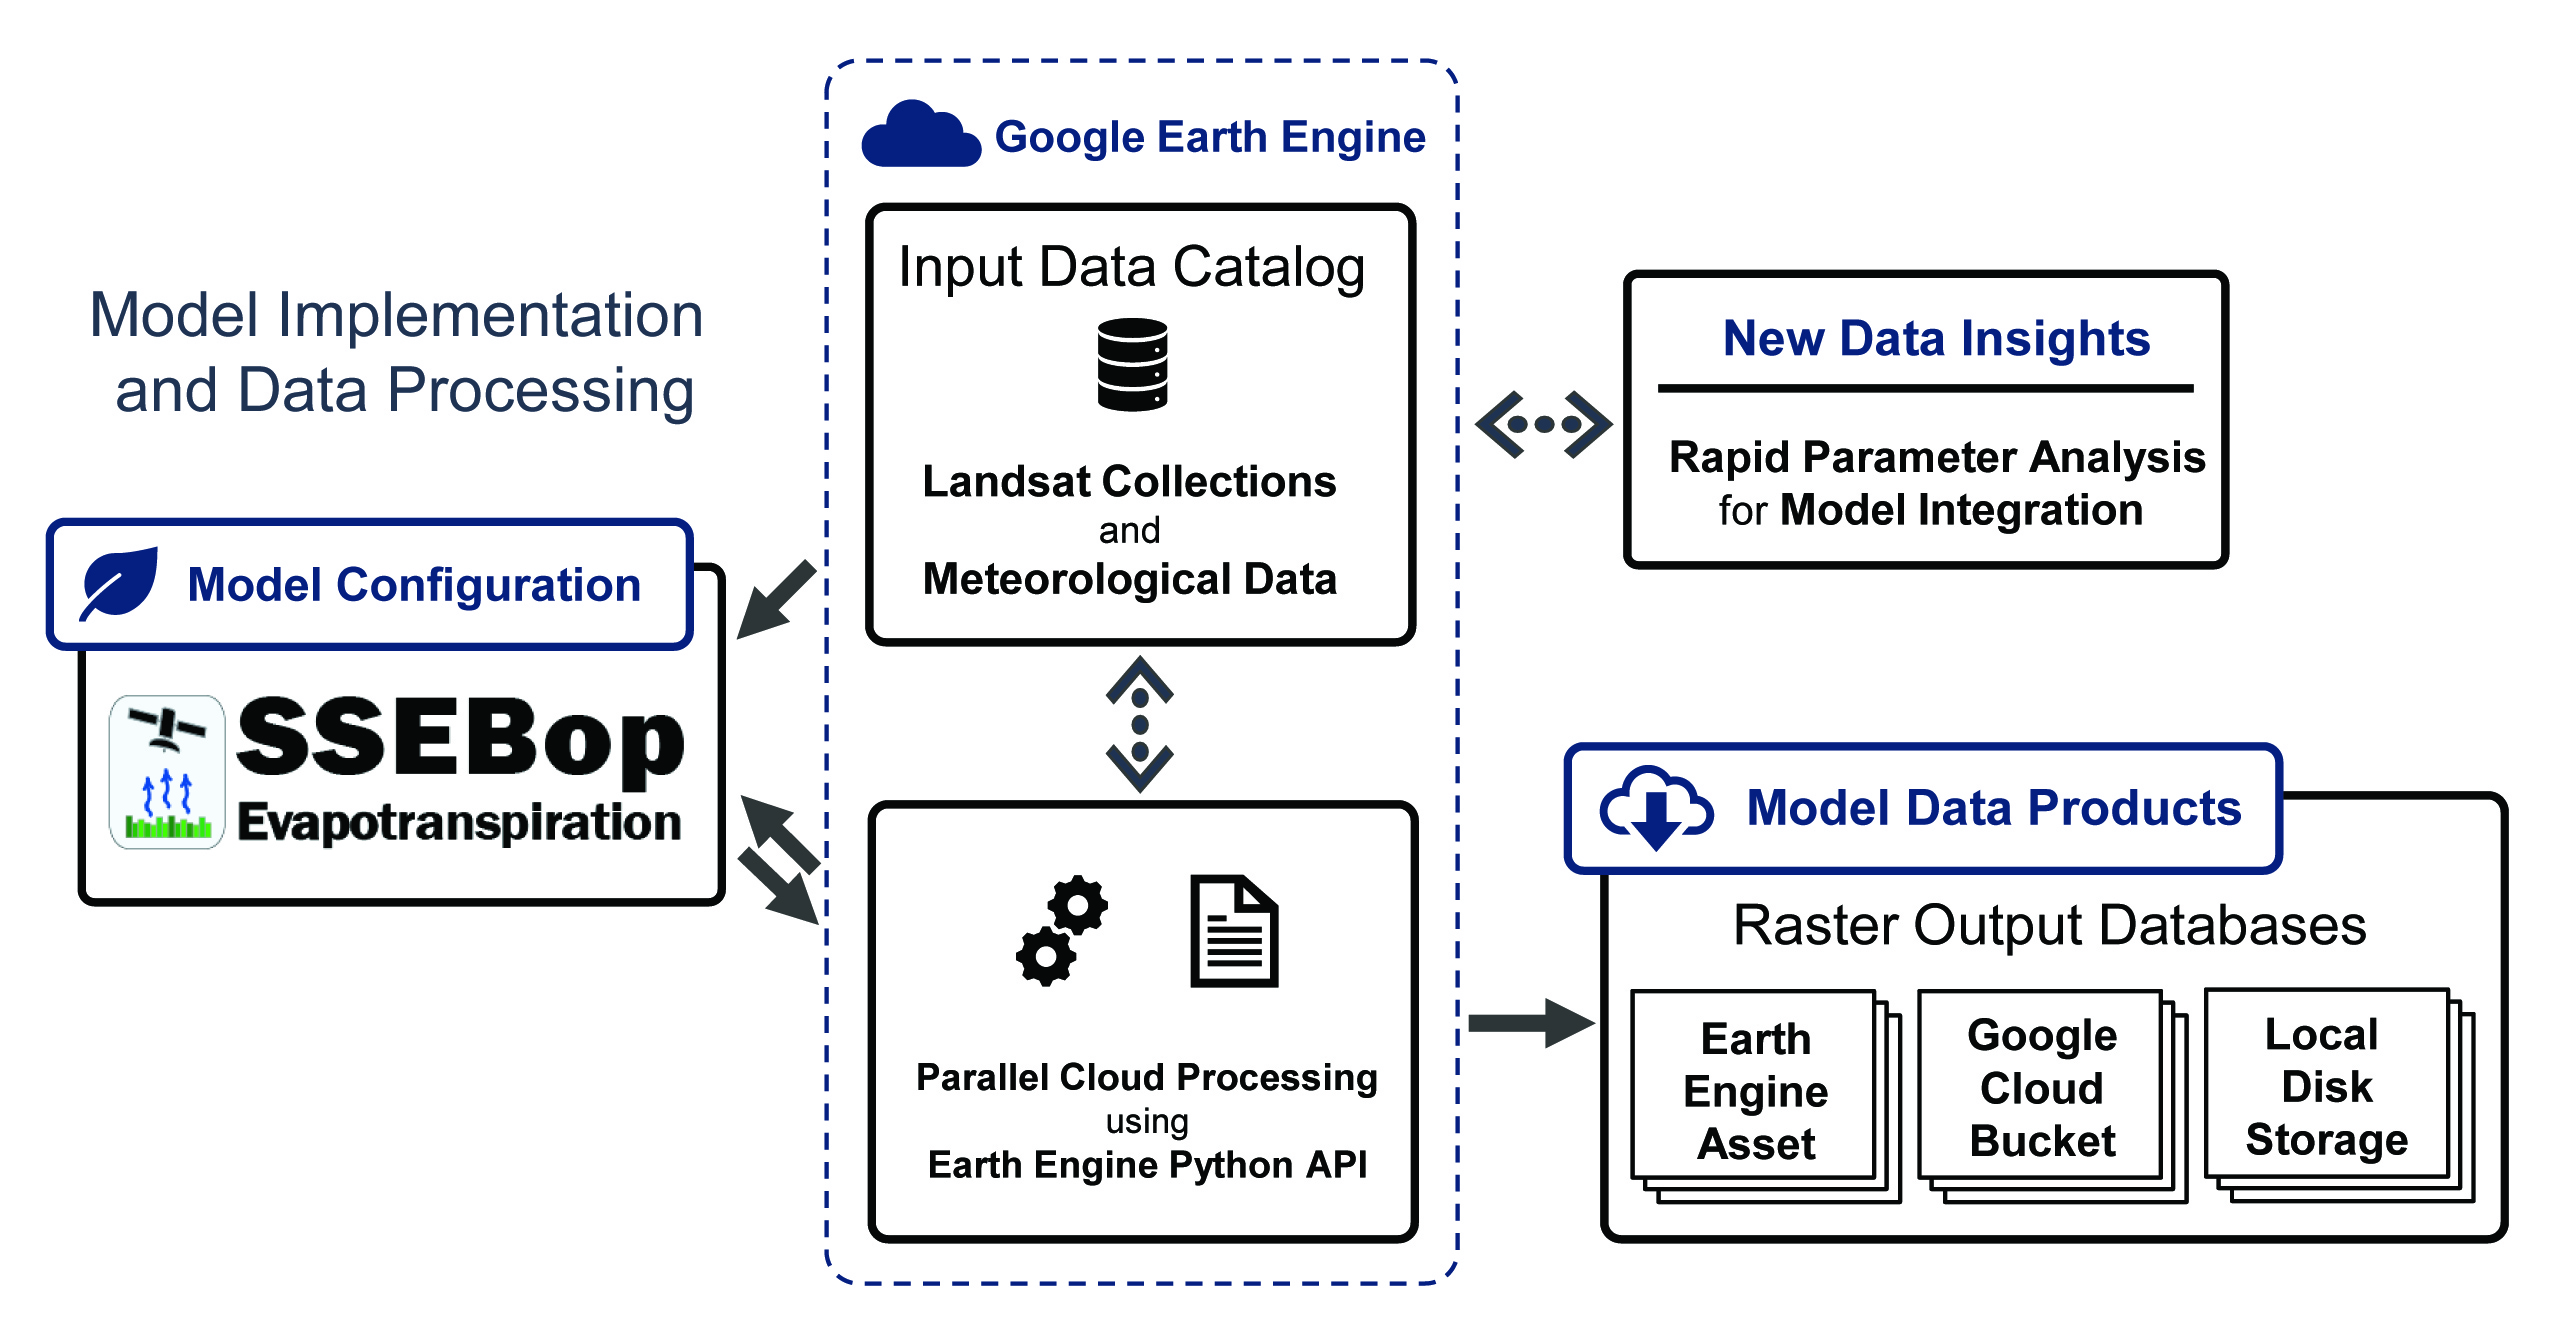 Model Implementation
and Data Processing
Model Configuration
SSEBop
Evapotranspiration
Google Earth Engine
Input Data Catalog
Landsat Collections
and
Meteorological Data
Parallel Cloud Processing
using
Earth Engine Python API
New Data Insights
Rapid Parameter Analysis
for Model Integration
Model Data Products
Raster Output Databases
Earth
Engine
Asset
Google
Cloud
Bucket
Local
Disk
Storage